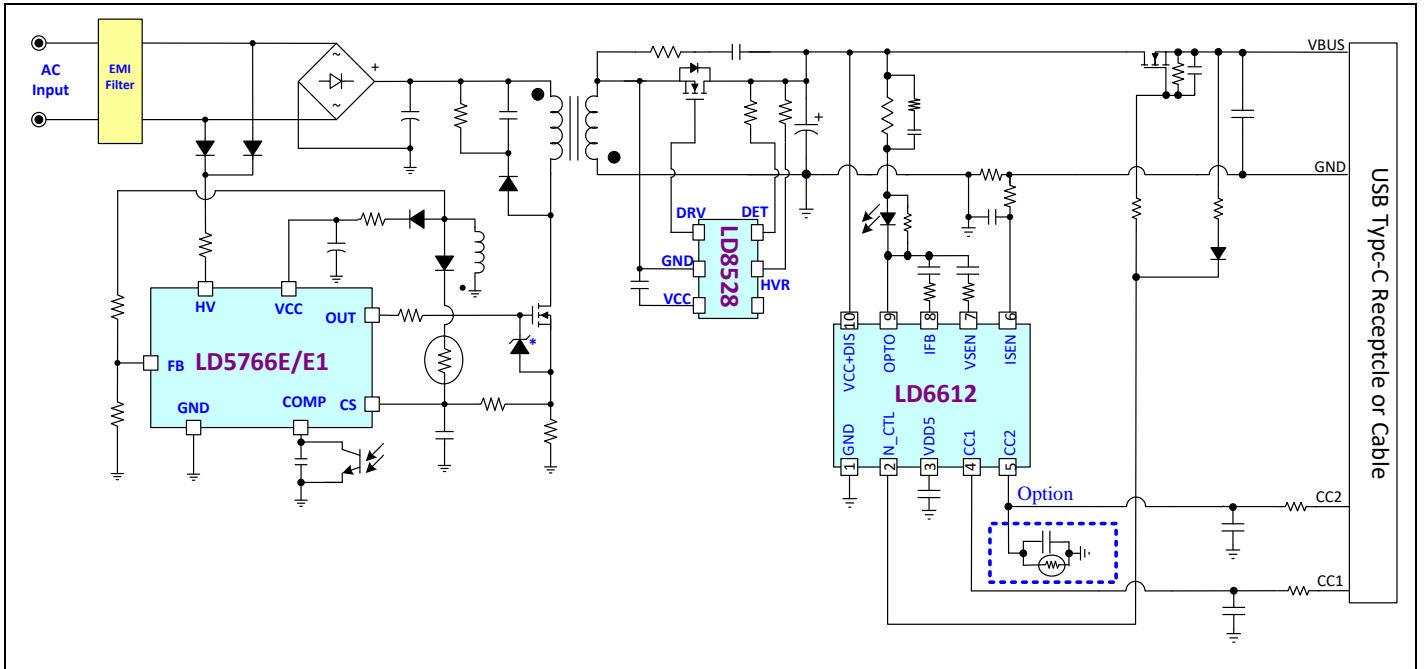 AC
Input
EMI
Filter
~
+
~
VBUS
+
GND
DRV
DET
GND
HVR
VCC
LD8528
HV
VCC
OUT
*
FB
LD5766E/E1
GND
COMP
CS
10
9
8
7
6
VCC+DIS
OPTO
IFB
VSEN
ISEN
LD6612
GND
N_CTL
VDD5
CC1
CC2
1
2
3
4
5
Option
CC2
CC1
USB Typc-C Receptcle or Cable